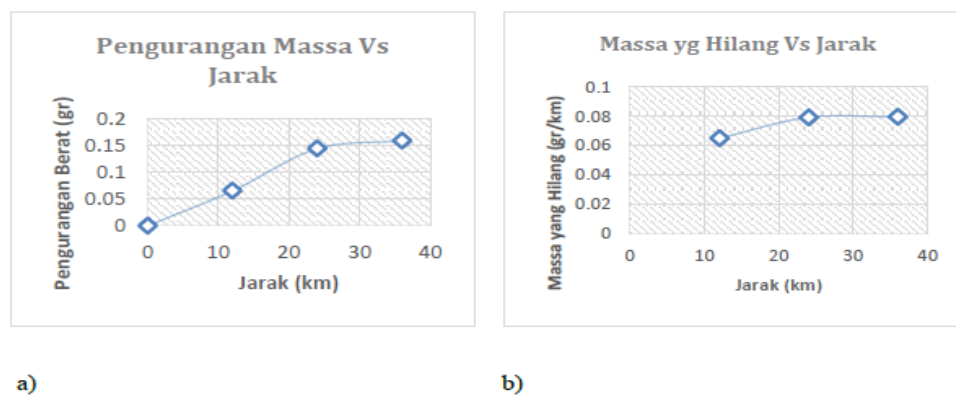 Pengurangan Massa Vs
Jarak
Pengurangan Berat (gr)
0.2
0.15
0.1
0.05
0
0 10 20 30 40
Jarak (km)
a)
Massa yg Hilang Vs Jarak
Massa yang Hilang (gr/km)
0.1
0.08
0.06
0.04
0.02
0
0 10 20 30 40
Jarak (km)
b)